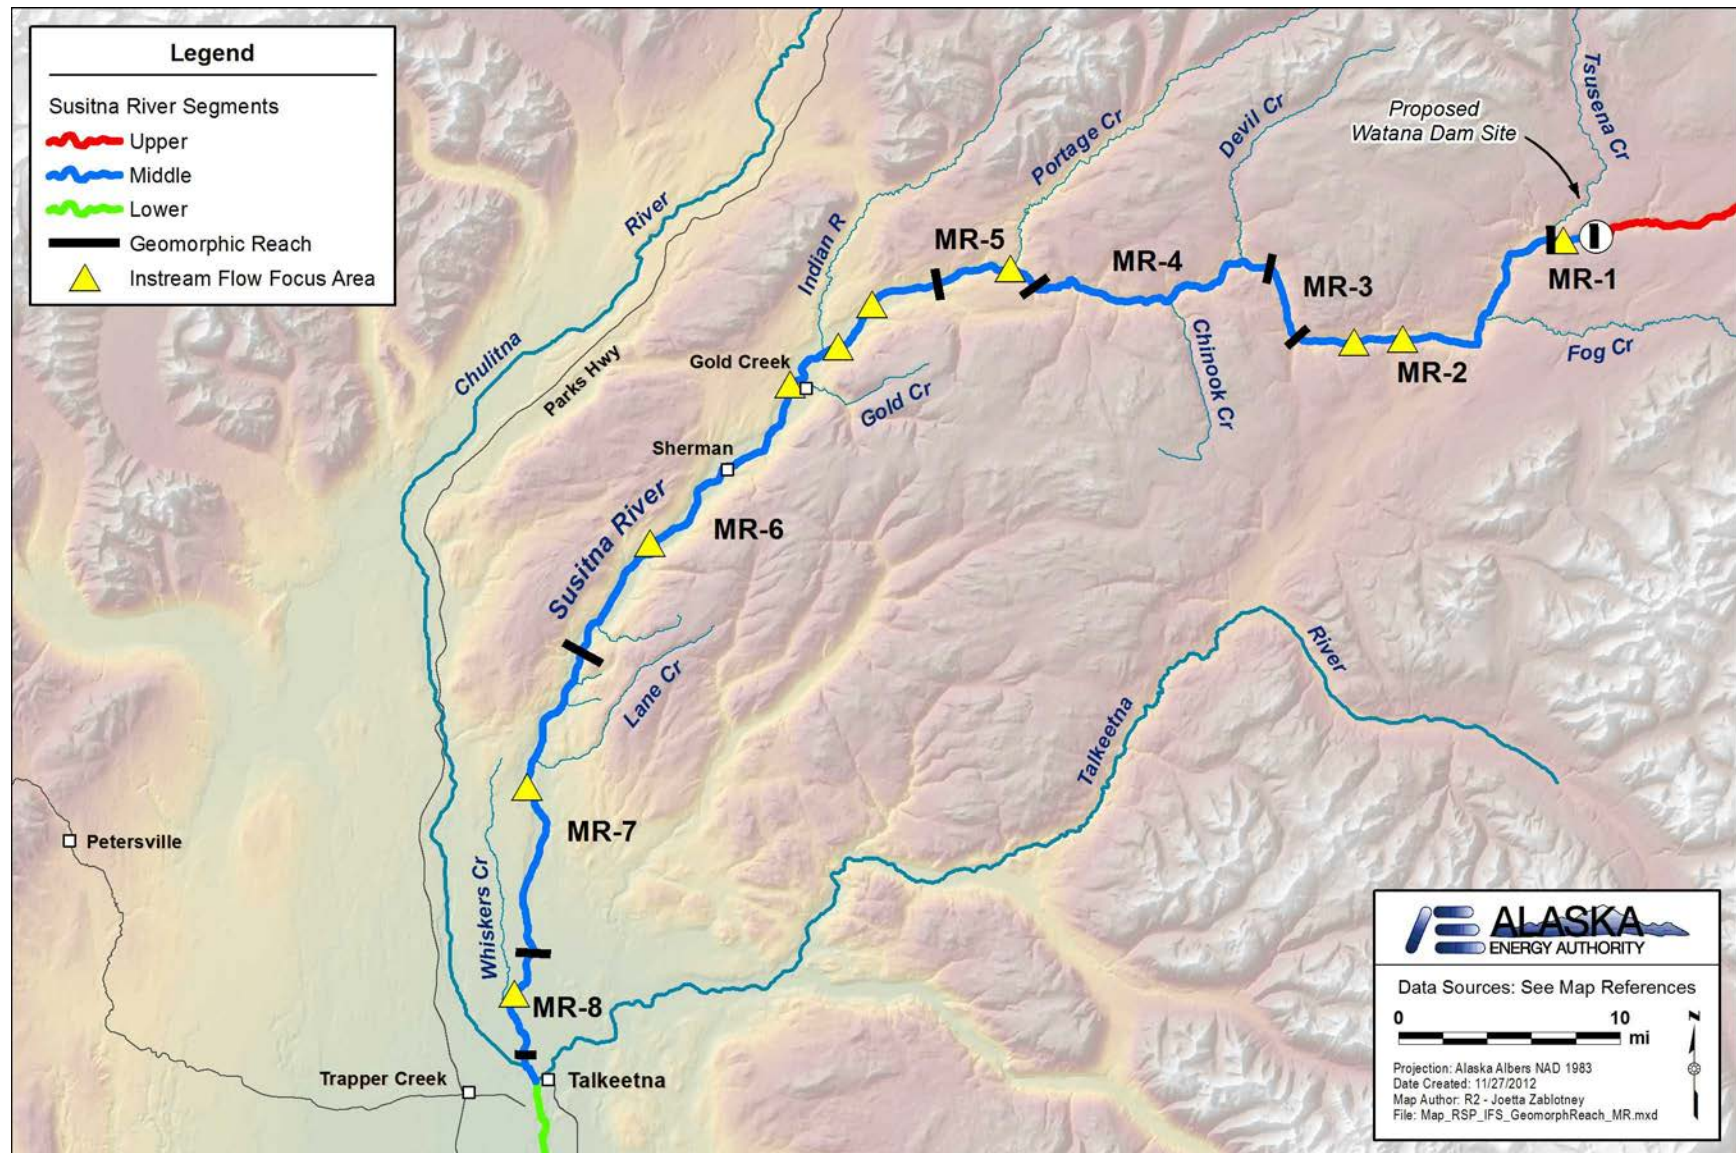 Legend
Susitna River Segments
Upper
Middle
Lower
Geomorphic Reach
Instream Flow Focus Area
Chulitna
River
Parks Hwy
Indian R
Portage Cr
Devil Cr
Tsusena Cr
Proposed
Watana Dam Site
MR-5
MR-4
MR-3
MR-1
MR-2
Fog Cr
Chinook Cr
Gold Creek
Gold Cr
Sherman
Susitna River
MR-6
Lane Cr
Talkeetna
River
MR-7
Whiskers Cr
Petersville
MR-8
Trapper Creek
Talkeetna
ALASKA
ENERGY AUTHORITY
Data Sources: See Map References
0 10
mi
N
Projection: Alaska Albers NAD 1983
Date Created: 11/27/2012
Map Author: R2 - Joetta Zablotney
File: Map_RSP_IFS_GeomorphReach_MR.mxd